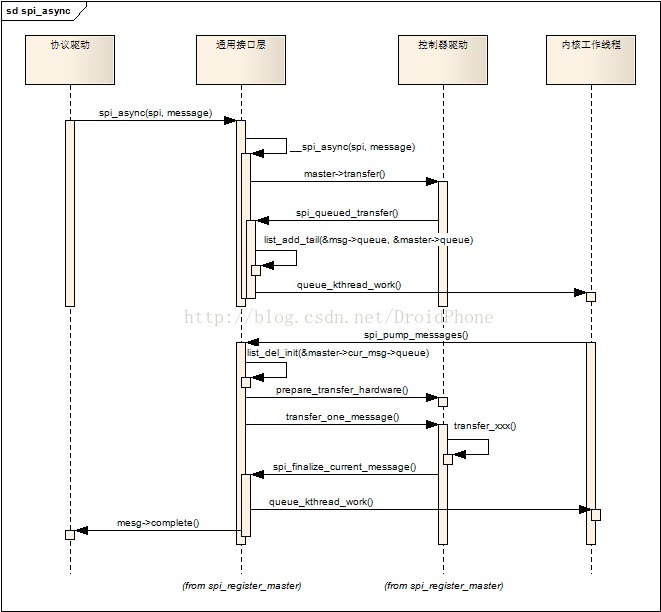 sd spi_async
协议驱动
通用接口层
控制器驱动
内核工作线程
spi_async(spi, message)
__spi_async(spi, message)
master->transfer()
spi_queued_transfer()
list_add_tail(&msg->queue, &master->queue)
queue_kthread_work()
http://blog.csdn.net/DroidPhone
spi_pump_messages()
list_del_init(&master->cur_msg->queue)
prepare_transfer_hardware()
transfer_one_message()
transfer_xxx()
spi_finalize_current_message()
queue_kthread_work()
mesg->complete()
(from spi_register_master)
(from spi_register_master)